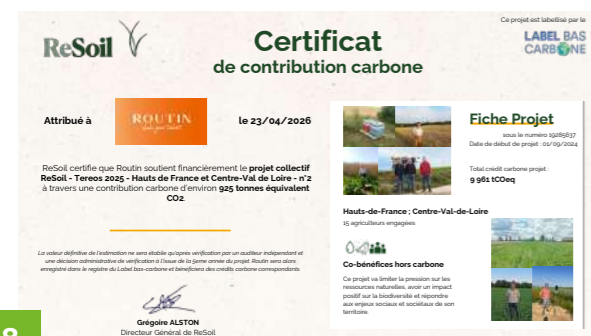 ReSoil
Certificat
de contribution carbone
Ce projet est labellisé par le
LABEL BAS
CARBONE
Attribué à
ROUTIN
le 23/04/2026
ReSoil certifie que Routin soutient financièrement le projet collectif
ReSoil - Tereos 2025 - Hauts de France et Centre-Val de Loire - n°2
à travers une contribution carbone d'environ 925 tonnes équivalent
CO2.
La valeur définitive de l'estimation ne sera établie qu'après vérification par un auditeur indépendant et
une décision administrative de vérification à l'issue de la 5eme année du projet. Routin sera alors
enregistré dans le registre du Label bas-carbone et bénéficiera des crédits carbone correspondants.
Grégoire ALSTON
Directeur Général de ReSoil
Fiche Projet
sous le numéro 19285637
Date de début de projet : 01/09/2024
Total crédit carbone projet :
9 961 tCOeq
Hauts-de-France ; Centre-Val-de-Loire
15 agriculteurs engagées
Co-bénéfices hors carbone
Ce projet va limiter la pression sur les
ressources naturelles, avoir un impact
positif sur la biodiversité et répondre
aux enjeux sociaux et sociétaux de son
territoire.
8